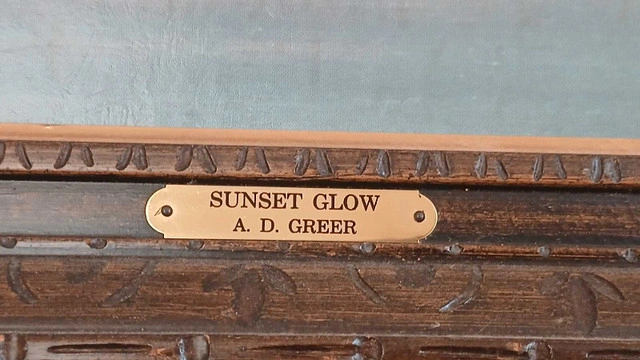 SUNSET GLOW
A. D. GREER